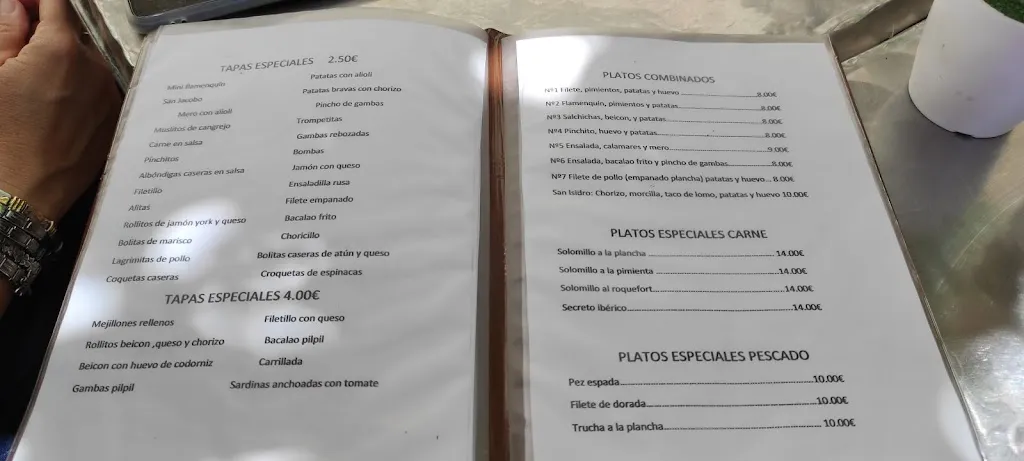 TAPAS ESPECIALES 2.50€
Mini flamenquín
San Jacobo
Mero con alioli
Muslitos de cangrejo
Carne en salsa
Pinchitos
Albóndigas caseras en salsa
Filetillo
Alitas
Rollitos de jamón york y queso
Bolitas de marisco
Lagrimitas de pollo
Coquetas caseras
Patatas con alioli
Patatas bravas con chorizo
Pincho de gambas
Trompetitas
Gambas rebozadas
Bombas
Jamón con queso
Ensaladilla rusa
Filete empanado
Bacalao frito
Choricillo
Bolitas caseras de atún y queso
Croquetas de espinacas
TAPAS ESPECIALES 4.00€
Mejillones rellenos
Rollitos beicon ,queso y chorizo
Beicon con huevo de codorniz
Gambas pilpil
Filetillo con queso
Bacalao pilpil
Carrillada
Sardinas anchoadas con tomate
PLATOS COMBINADOS
Nº1 Filete, pimientos, patatas y huevo 8.00€
Nº2 Flamenquín, pimientos y patatas 8.00€
Nº3 Salchichas, beicon, y patatas 8.00€
Nº4 Pinchito, huevo y patatas 8.00€
Nº5 Ensalada, calamares y mero 9.00€
Nº6 Ensalada, bacalao frito y pincho de gambas 8.00€
Nº7 Filete de pollo (empanado plancha) patatas y huevo... 8.00€
San Isidro: Chorizo, morcilla, taco de lomo, patatas y huevo 10.00€
PLATOS ESPECIALES CARNE
Solomillo a la plancha 14.00€
Solomillo a la pimienta 14.00€
Solomillo al roquefort 14.00€
Secreto ibérico 14.00€
PLATOS ESPECIALES PESCADO
Pez espada 10.00€
Filete de dorada 10.00€
Trucha a la plancha 10.00€